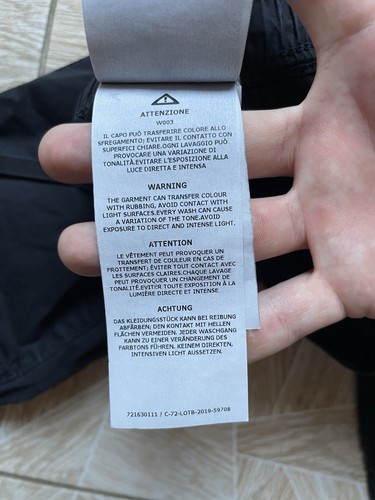 ATTENZIONE
W003
IL CAPO PUÒ TRASFERIRE COLORE ALLO
SFREGAMENTO; EVITARE IL CONTATTO CON
SUPERFICI CHIARE.OGNI LAVAGGIO PUÒ
PROVOCARE UNA VARIAZIONE DI
TONALITÀ.EVITARE L'ESPOSIZIONE ALLA
LUCE DIRETTA E INTENSA
WARNING
THE GARMENT CAN TRANSFER COLOUR
WITH RUBBING, AVOID CONTACT WITH
LIGHT SURFACES.EVERY WASH CAN CAUSE
A VARIATION OF THE TONE.AVOID
EXPOSURE TO DIRECT AND INTENSE LIGHT.
ATTENTION
LE VÊTEMENT PEUT PROVOQUER UN
TRANSFERT DE COULEUR EN CAS DE
FROTTEMENT; ÉVITER TOUT CONTACT AVEC
LES SURFACES CLAIRES.CHAQUE LAVAGE
PEUT PROVOQUER UN CHANGEMENT DE
TONALITÉ.EVITER TOUTE EXPOSITION À LA
LUMIÈRE DIRECTE ET INTENSE
ACHTUNG
DAS KLEIDUNGSSTÜCK KANN BEI REIBUNG
ABFÄRBEN; DEN KONTAKT MIT HELLEN
FLÄCHEN VERMEIDEN. JEDER WASCHGANG
KANN ZU EINER VERÄNDERUNG DES
FARBTONS FÜHREN. KEINEM DIREKTEN,
INTENSIVEN LICHT AUSSETZEN.
721630111 / C-72-LOTB-2019-59708